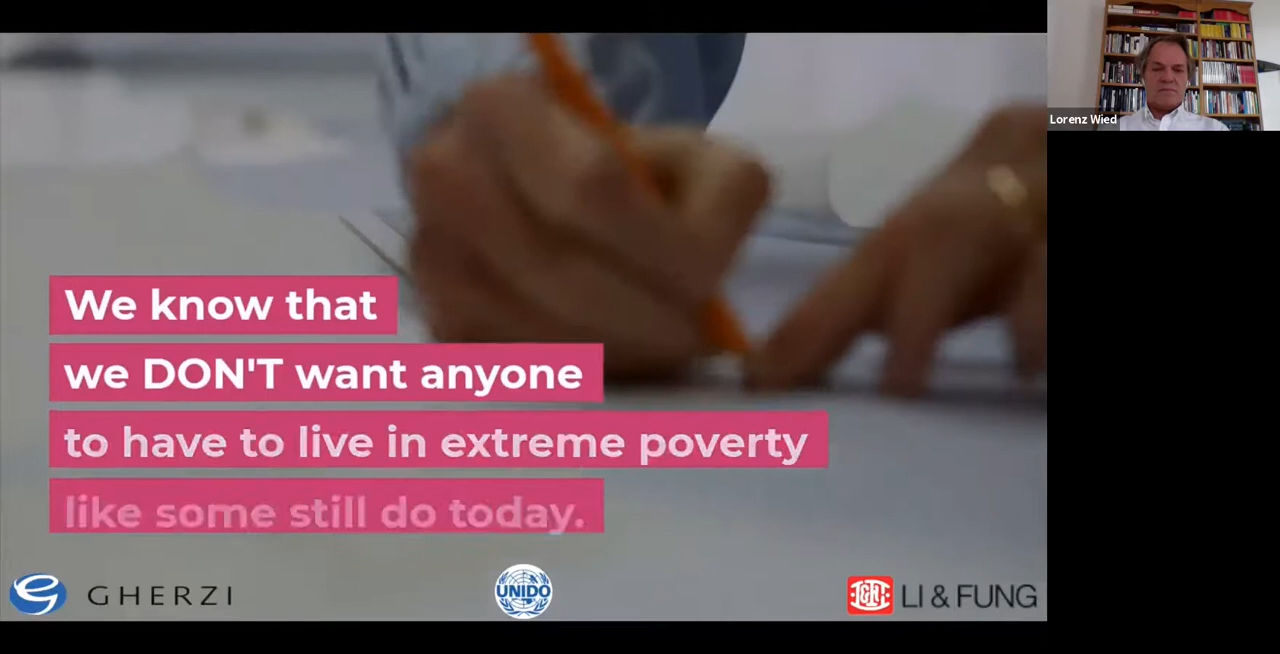 Lorenz Wied
We know that
we DON'T want anyone
to have to live in extreme poverty
like some still do today.
GHERZI
UNIDO
LI & FUNG